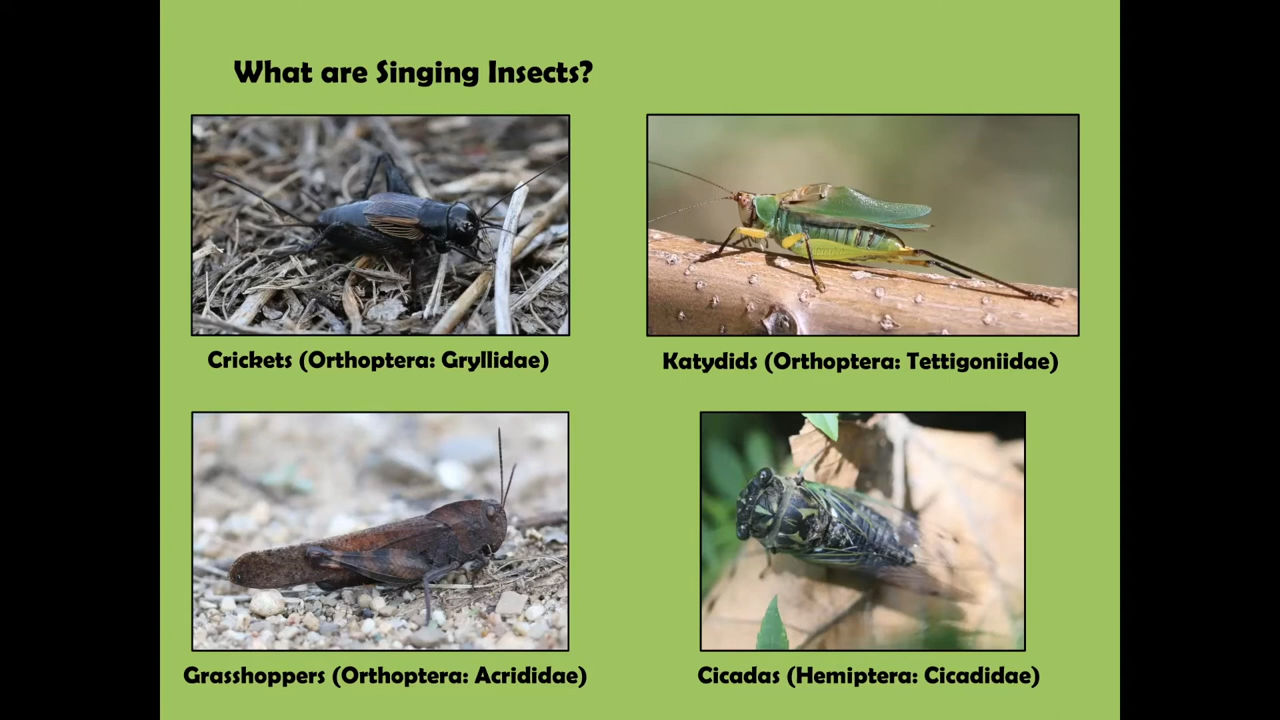 What are Singing Insects?
Crickets (Orthoptera: Gryllidae)
Katydids (Orthoptera: Tettigoniidae)
Grasshoppers (Orthoptera: Acrididae)
Cicadas (Hemiptera: Cicadidae)